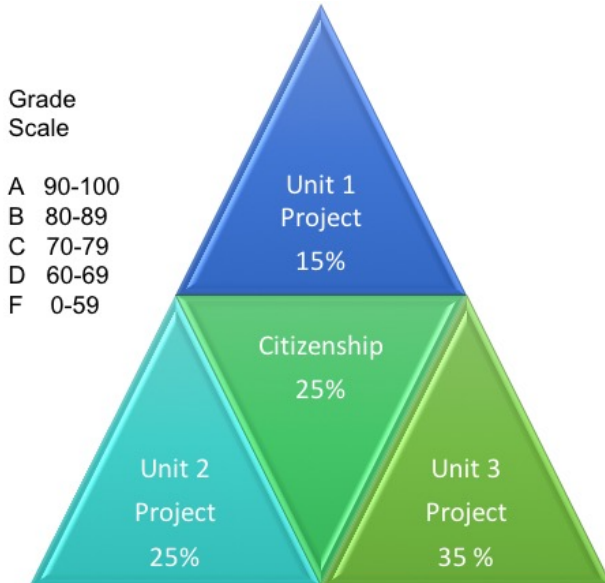 Grade
Scale
A 90-100
B 80-89
C 70-79
D 60-69
F 0-59
Unit 1
Project
15%
Citizenship
25%
Unit 2
Project
25%
Unit 3
Project
35 %